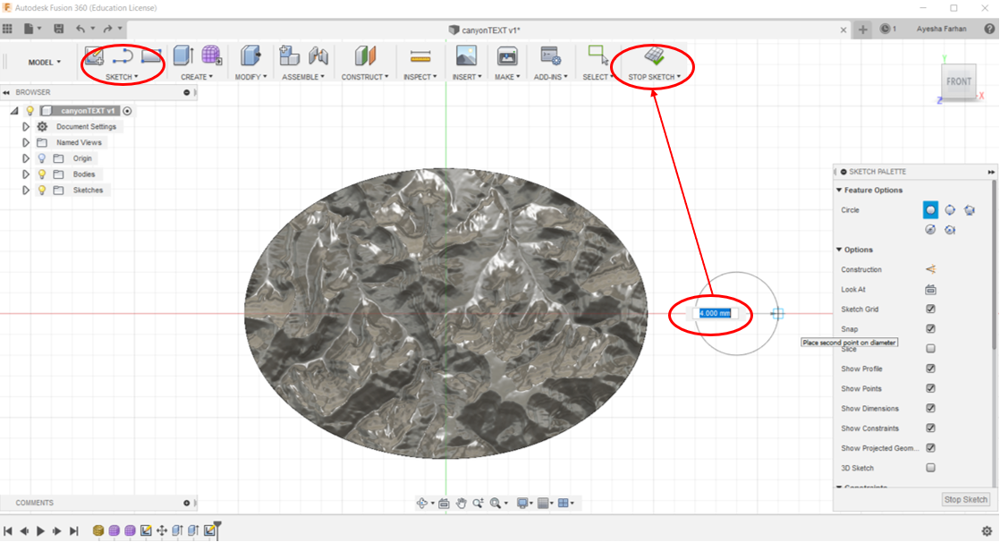 Autodesk Fusion 360 (Education License)
canyonTEXT v1*
1
Ayesha Farhan
MODEL
SKETCH
CREATE
MODIFY
ASSEMBLE
CONSTRUCT
INSPECT
INSERT
MAKE
ADD-INS
SELECT
STOP SKETCH
FRONT
Y
X
Z
BROWSER
canyonTEXT v1
Document Settings
Named Views
Origin
Bodies
Sketches
4.000 mm
Place second point on diameter
SKETCH PALETTE
Feature Options
Circle
Options
Construction
Look At
Sketch Grid
Snap
Slice
Show Profile
Show Points
Show Dimensions
Show Constraints
Show Projected Geom...
3D Sketch
Constraints
Stop Sketch
COMMENTS